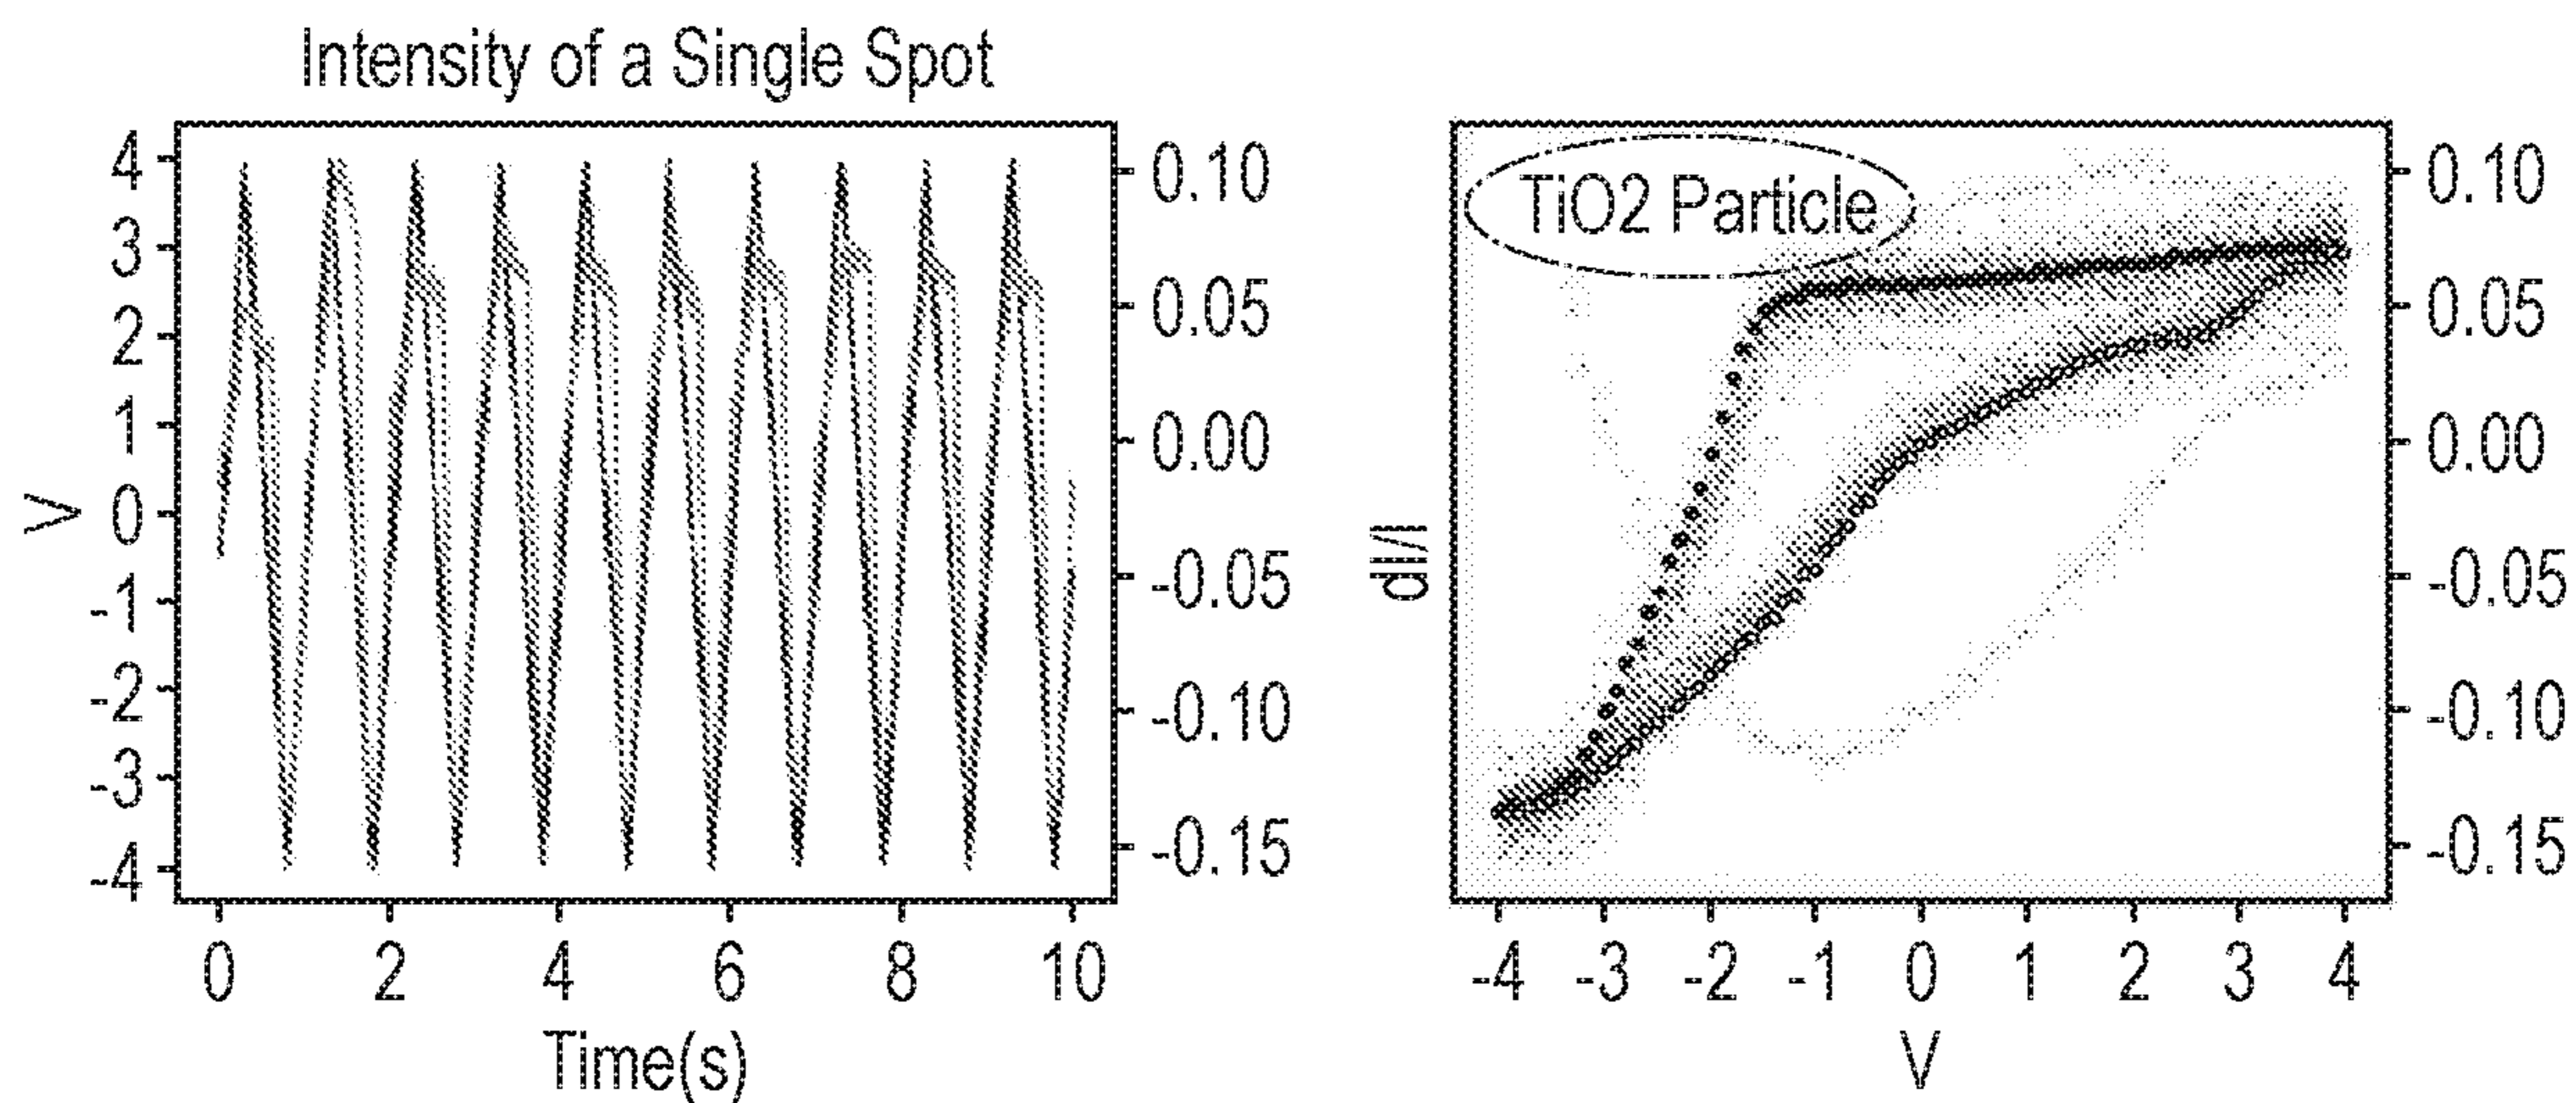 Intensity of a Single Spot
V
4
3
2
1
0
-1
-2
-3
-4
0.10
0.05
0.00
-0.05
-0.10
-0.15
0 2 4 6 8 10
Time(s)
TiO2 Particle
dI/I
0.10
0.05
0.00
-0.05
-0.10
-0.15
-4 -3 -2 -1 0 1 2 3 4
V